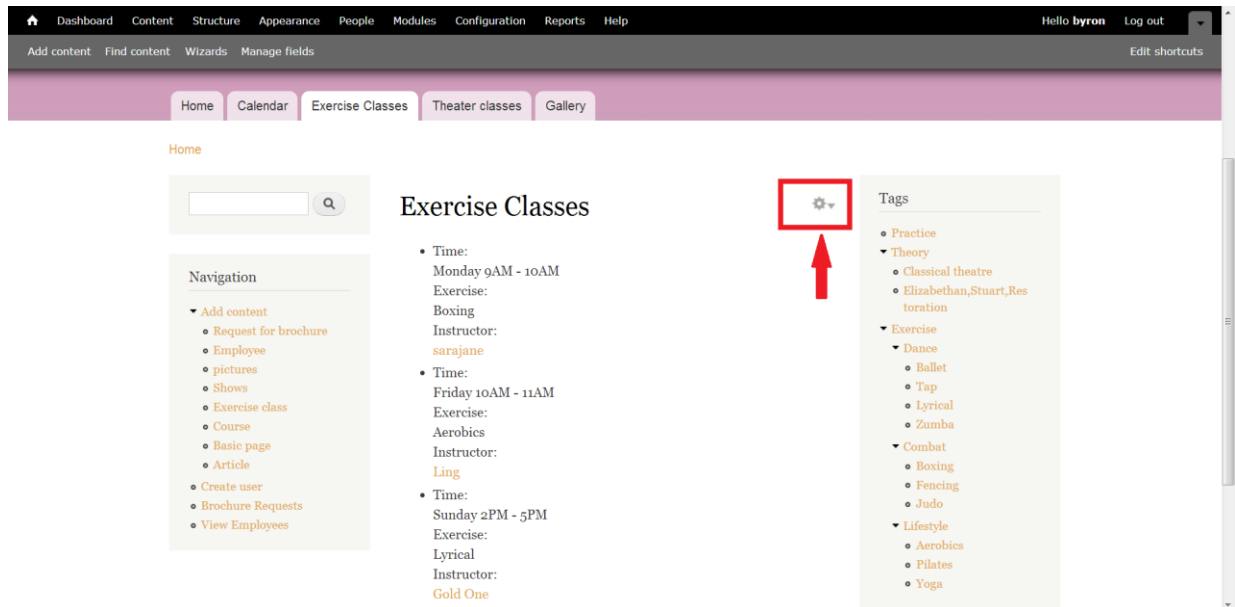 Dashboard Content Structure Appearance People Modules Configuration Reports Help Hello byron Log out
Add content Find content Wizards Manage fields Edit shortcuts
Home Calendar Exercise Classes Theater classes Gallery
Home
Navigation
Add content
Request for brochure
Employee
pictures
Shows
Exercise class
Course
Basic page
Article
Create user
Brochure Requests
View Employees
Exercise Classes
Time:
Monday 9AM - 10AM
Exercise:
Boxing
Instructor:
sarajane
Time:
Friday 10AM - 11AM
Exercise:
Aerobics
Instructor:
Ling
Time:
Sunday 2PM - 5PM
Exercise:
Lyrical
Instructor:
Gold One
Tags
Practice
Theory
Classical theatre
Elizabethan,Stuart,Res
toration
Exercise
Dance
Ballet
Tap
Lyrical
Zumba
Combat
Boxing
Fencing
Judo
Lifestyle
Aerobics
Pilates
Yoga